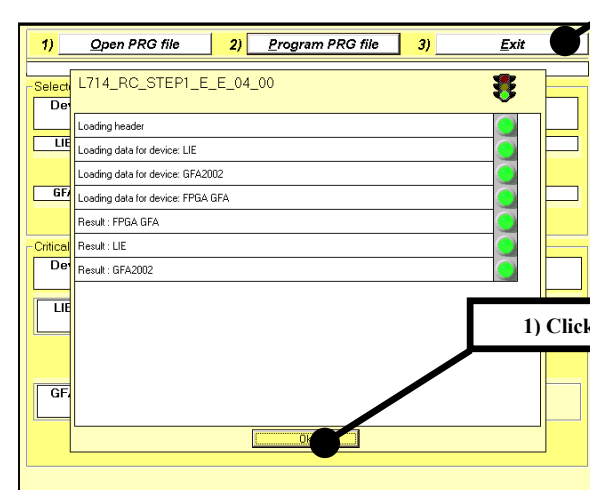 1) Open PRG file 2) Program PRG file 3) Exit
L714_RC_STEP1_E_E_04_00
Loading header
Loading data for device: LIE
Loading data for device: GFA2002
Loading data for device: FPGA GFA
Result : FPGA GFA
Result : LIE
Result : GFA2002
1) Click